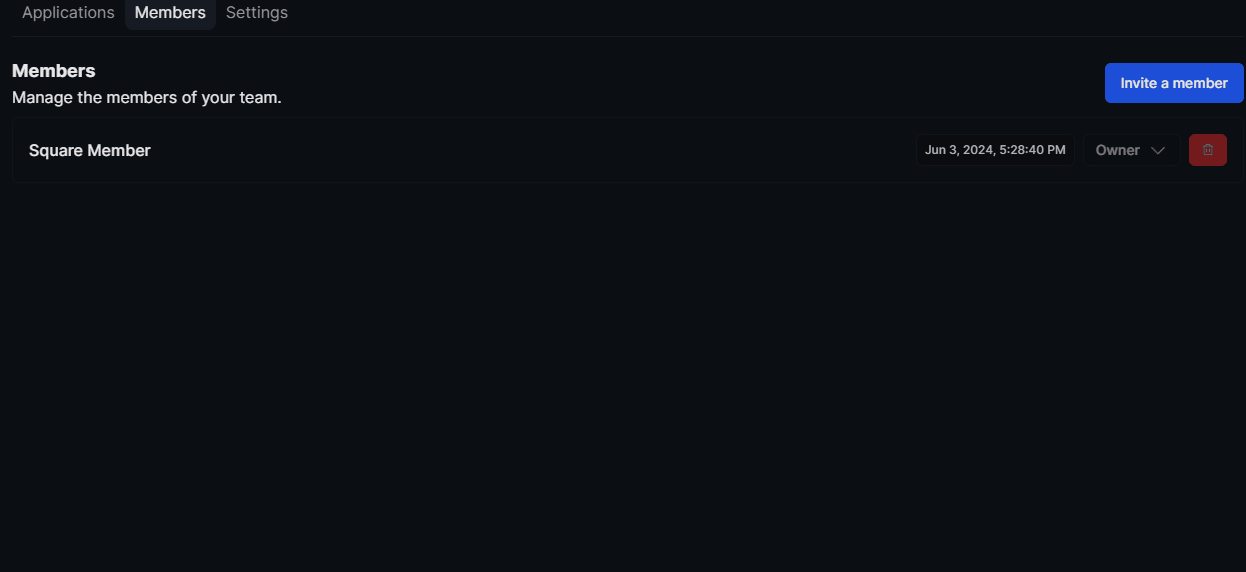 Applications Members Settings
Members
Invite a member
Manage the members of your team.
Square Member Jun 3, 2024, 5:28:40 PM Owner